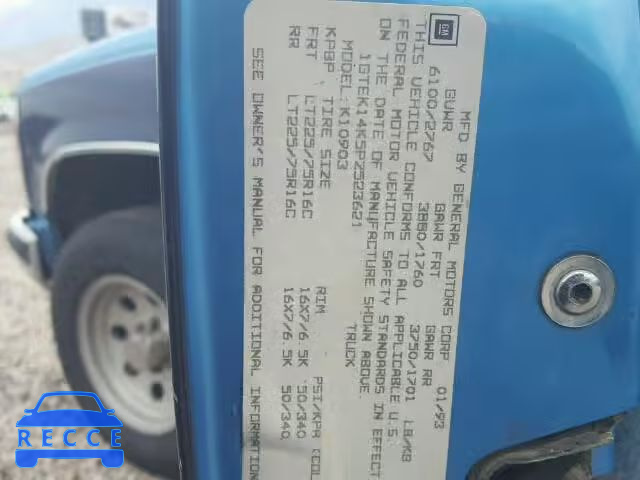 GM
MFD BY GENERAL MOTORS CORP 01/93
GVWR GAWR FRT GAWR RR
6100/2767 3880/1760 3750/1701 LB/KG
THIS VEHICLE CONFORMS TO ALL APPLICABLE U.S.
FEDERAL MOTOR VEHICLE SAFETY STANDARDS IN EFFECT
ON THE DATE OF MANUFACTURE SHOWN ABOVE.
1GTEK14K5PZ523621 TRUCK
MODEL: K10903
KPGP TIRE SIZE RIM PSI/KPA (COL
FRT LT225/75R16C 16X7/6.5K 50/340
RR LT225/75R16C 16X7/6.5K 50/340
SEE OWNER'S MANUAL FOR ADDITIONAL INFORMATION
RECCE